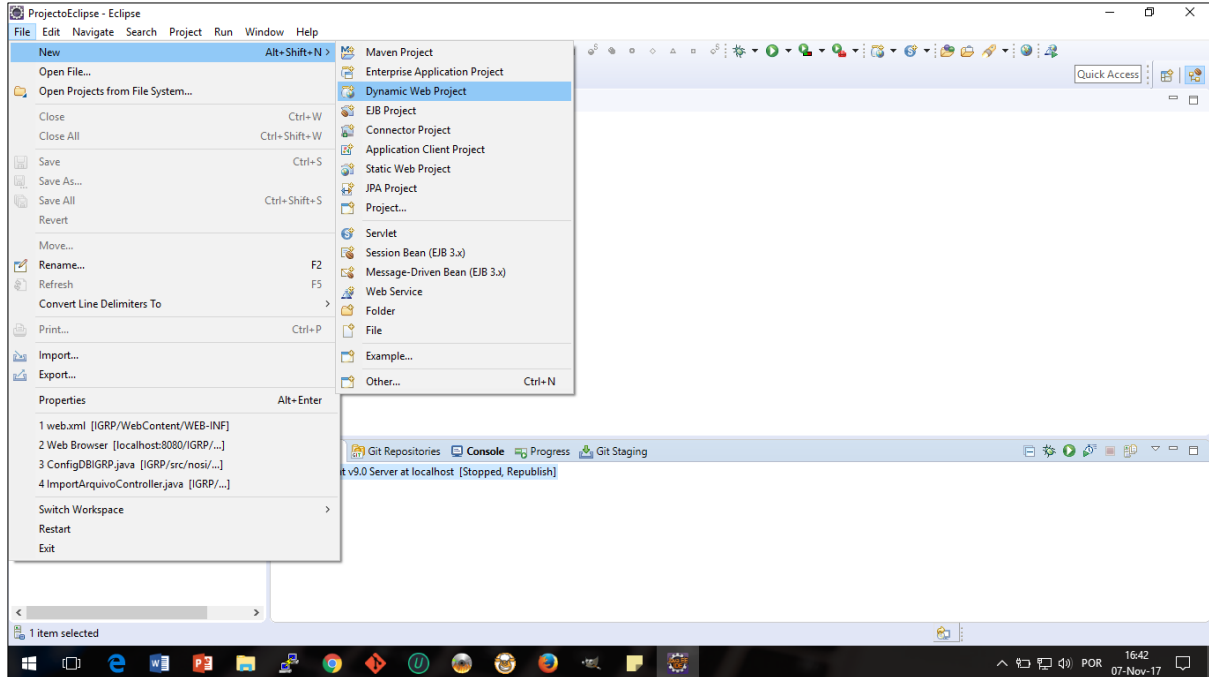 ProjectoEclipse - Eclipse
File Edit Navigate Search Project Run Window Help
New Alt+Shift+N >
Open File...
Open Projects from File System...
Close Ctrl+W
Close All Ctrl+Shift+W
Save Ctrl+S
Save As...
Save All Ctrl+Shift+S
Revert
Move...
Rename... F2
Refresh F5
Convert Line Delimiters To >
Print... Ctrl+P
Import...
Export...
Properties Alt+Enter
1 web.xml [IGRP/WebContent/WEB-INF]
2 Web Browser [localhost:8080/IGRP/...]
3 ConfigDBIGRP.java [IGRP/src/nosi/...]
4 ImportArquivoController.java [IGRP/...]
Switch Workspace >
Restart
Exit
Maven Project
Enterprise Application Project
Dynamic Web Project
EJB Project
Connector Project
Application Client Project
Static Web Project
JPA Project
Project...
Servlet
Session Bean (EJB 3.x)
Message-Driven Bean (EJB 3.x)
Web Service
Folder
File
Example...
Other... Ctrl+N
Quick Access
Git Repositories Console Progress Git Staging
t v9.0 Server at localhost [Stopped, Republish]
1 item selected
POR
16:42
07-Nov-17